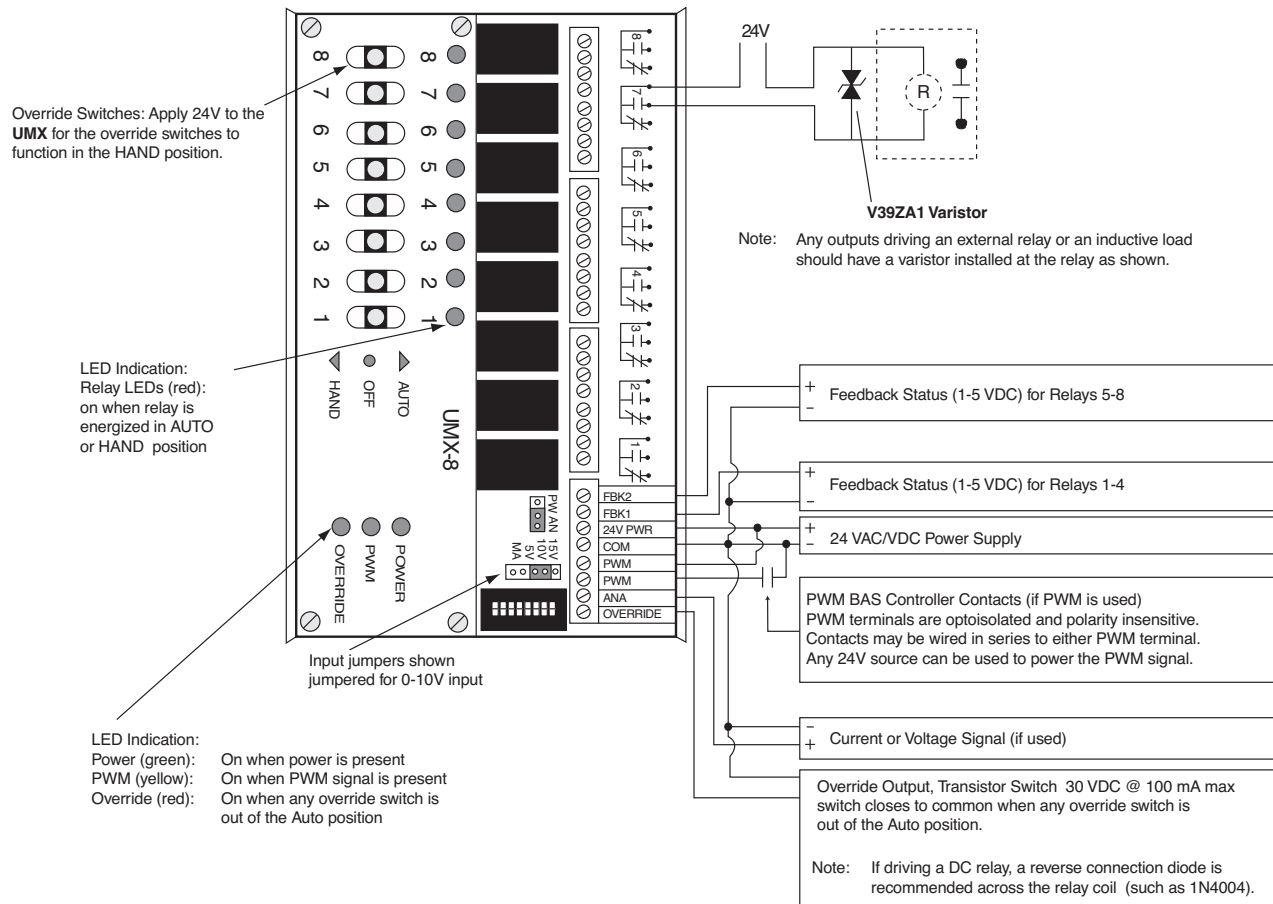 Override Switches: Apply 24V to the
UMX for the override switches to
function in the HAND position.
LED Indication:
Relay LEDs (red):
on when relay is
energized in AUTO
or HAND position
8
7
6
5
4
3
2
1
8
7
6
5
4
3
2
1
HAND
OFF
AUTO
UMX-8
OVERRIDE
PWM
POWER
8
7
6
5
4
3
2
1
PW AN
MA
5V
10V
15V
FBK2
FBK1
24V PWR
COM
PWM
PWM
ANA
OVERRIDE
Input jumpers shown
jumpered for 0-10V input
LED Indication:
Power (green): On when power is present
PWM (yellow): On when PWM signal is present
Override (red): On when any override switch is
out of the Auto position
24V
R
V39ZA1 Varistor
Note: Any outputs driving an external relay or an inductive load
should have a varistor installed at the relay as shown.
+ Feedback Status (1-5 VDC) for Relays 5-8
-
+ Feedback Status (1-5 VDC) for Relays 1-4
-
+ 24 VAC/VDC Power Supply
-
PWM BAS Controller Contacts (if PWM is used)
PWM terminals are optoisolated and polarity insensitive.
Contacts may be wired in series to either PWM terminal.
Any 24V source can be used to power the PWM signal.
-
+ Current or Voltage Signal (if used)
Override Output, Transistor Switch 30 VDC @ 100 mA max
switch closes to common when any override switch is
out of the Auto position.
Note: If driving a DC relay, a reverse connection diode is
recommended across the relay coil (such as 1N4004).